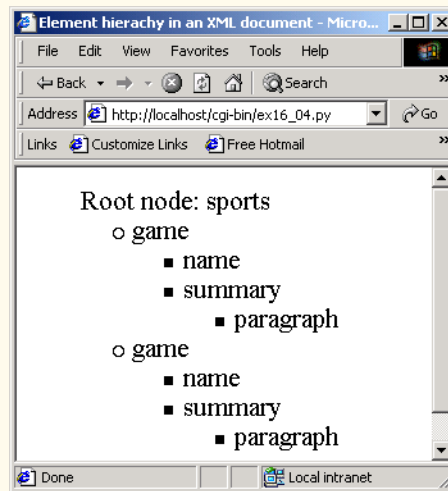 Element hierachy in an XML document - Micro...
File Edit View Favorites Tools Help
Back Search »
Address http://localhost/cgi-bin/ex16_04.py Go
Links Customize Links Free Hotmail »
Root node: sports
game
name
summary
paragraph
game
name
summary
paragraph
Done Local intranet